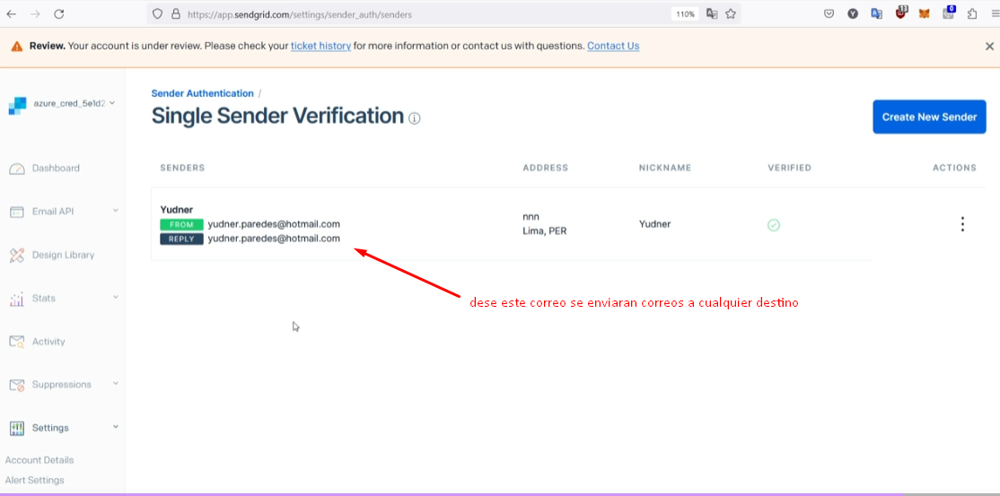 https://app.sendgrid.com/settings/sender_auth/senders
110%
13
0
Review. Your account is under review. Please check your ticket history for more information or contact us with questions. Contact Us
azure_cred_5e1d2
Sender Authentication /
Single Sender Verification
Create New Sender
Dashboard
Email API
Design Library
Stats
Activity
Suppressions
Settings
Account Details
Alert Settings
SENDERS ADDRESS NICKNAME VERIFIED ACTIONS
Yudner
FROM yudner.paredes@hotmail.com
REPLY yudner.paredes@hotmail.com
nnn
Lima, PER
Yudner
dese este correo se enviaran correos a cualquier destino